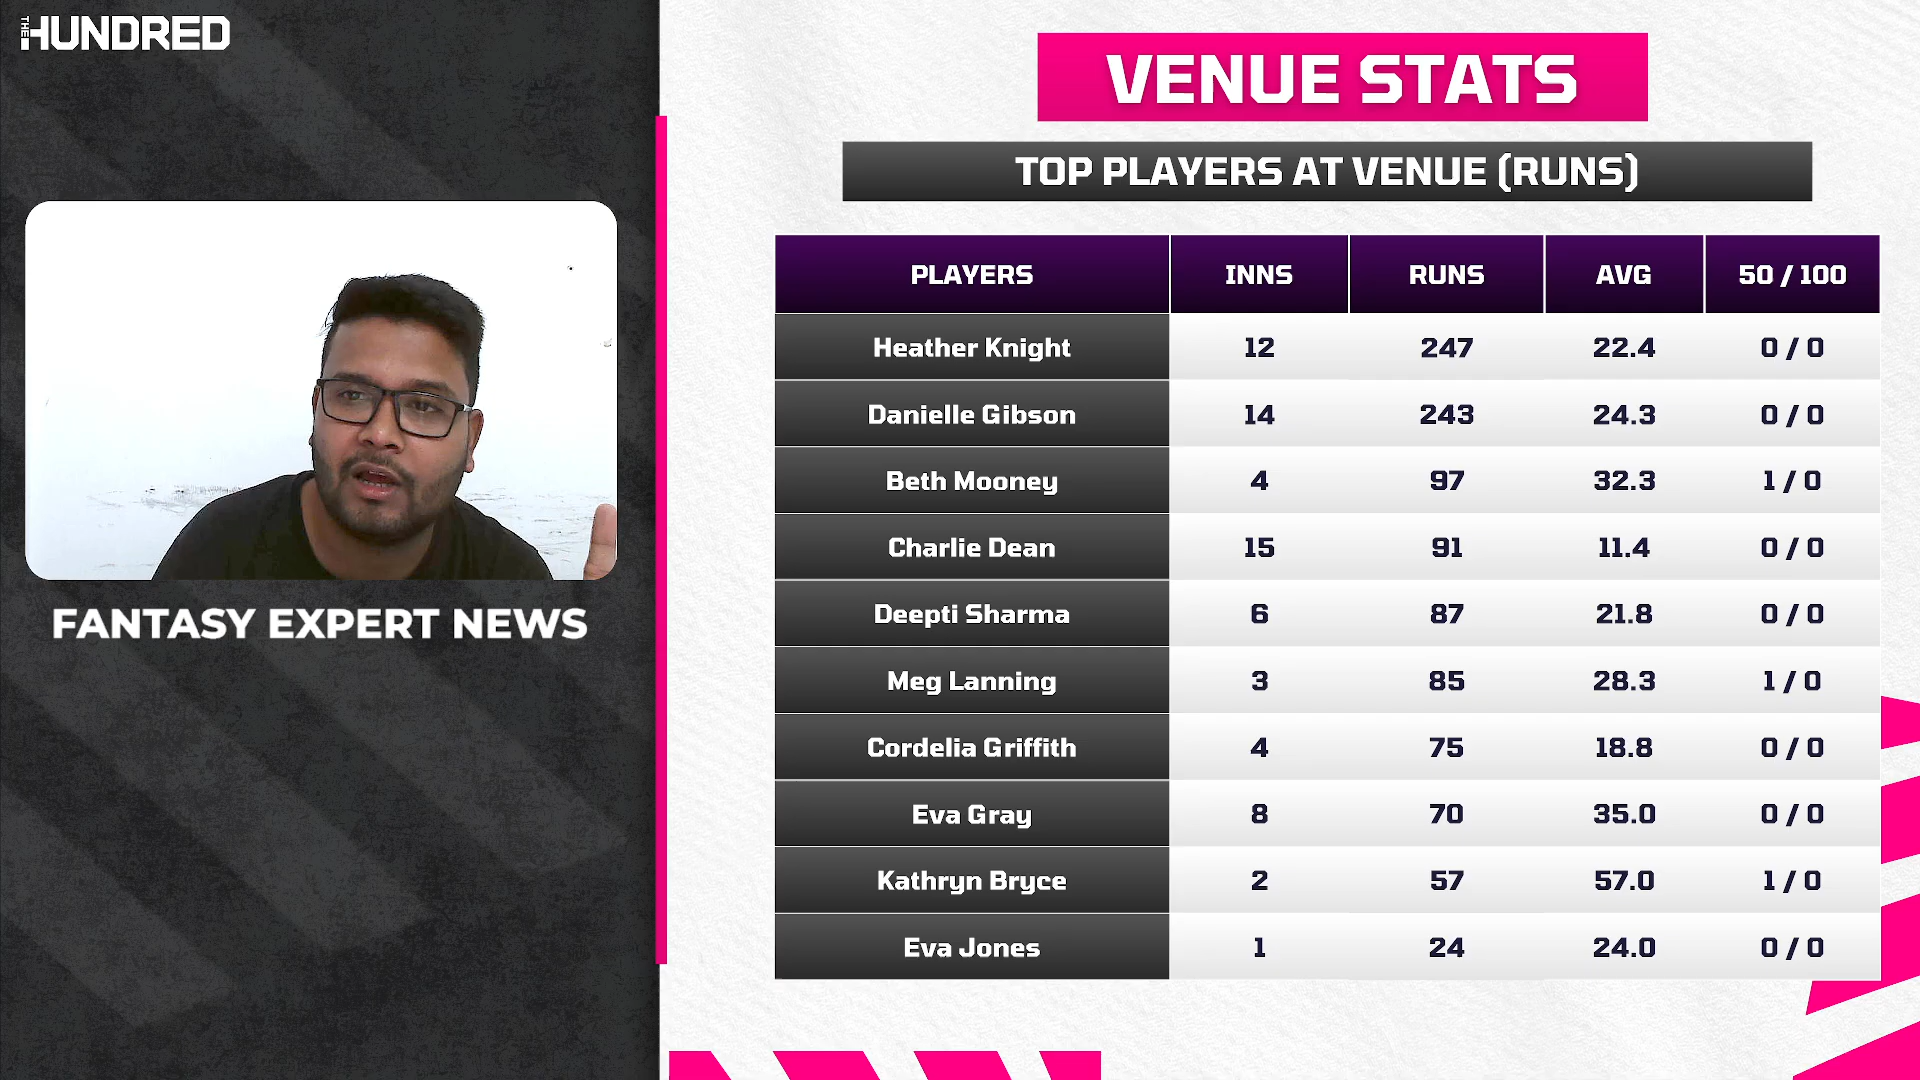 THE HUNDRED
FANTASY EXPERT NEWS
VENUE STATS
TOP PLAYERS AT VENUE (RUNS)
PLAYERS INNS RUNS AVG 50 / 100
Heather Knight 12 247 22.4 0 / 0
Danielle Gibson 14 243 24.3 0 / 0
Beth Mooney 4 97 32.3 1 / 0
Charlie Dean 15 91 11.4 0 / 0
Deepti Sharma 6 87 21.8 0 / 0
Meg Lanning 3 85 28.3 1 / 0
Cordelia Griffith 4 75 18.8 0 / 0
Eva Gray 8 70 35.0 0 / 0
Kathryn Bryce 2 57 57.0 1 / 0
Eva Jones 1 24 24.0 0 / 0